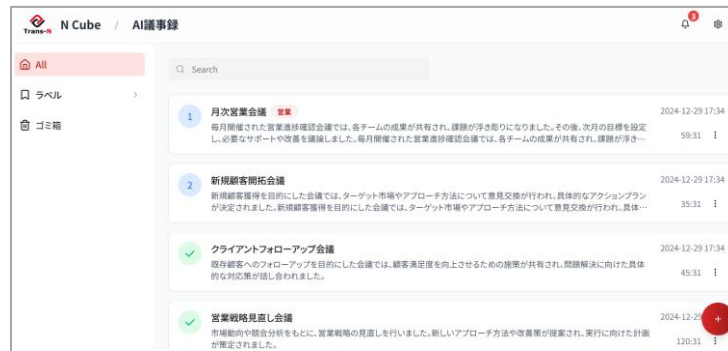 Trans-N N Cube / AI議事録 3
All
ラベル
ゴミ箱
Search
1 月次営業会議 営業 2024-12-29 17:34
毎月開催された営業進捗確認会議では、各チームの成果が共有され、課題が浮き彫りになりました。その後、次月の目標を設定
し、必要なサポートや改善を議論しました。毎月開催された営業進捗確認会議では、各チームの成果が共有され、課題が浮き… 59:31
2 新規顧客開拓会議 2024-12-29 17:34
新規顧客獲得を目的にした会議では、ターゲット市場やアプローチ方法について意見交換が行われ、具体的なアクションプラン
が決定されました。新規顧客獲得を目的にした会議では、ターゲット市場やアプローチ方法について意見交換が行われ、具体… 35:31
クライアントフォローアップ会議 2024-12-29 17:34
既存顧客へのフォローアップを目的にした会議では、顧客満足度を向上させるための施策が共有され、問題解決に向けた具体
的な対応策が話し合われました。 45:31
営業戦略見直し会議 2024-12-29
市場動向や競合分析をもとに、営業戦略の見直しを行いました。新しいアプローチ方法や改善策が提案され、実行に向けた計画
が策定されました。 120:31